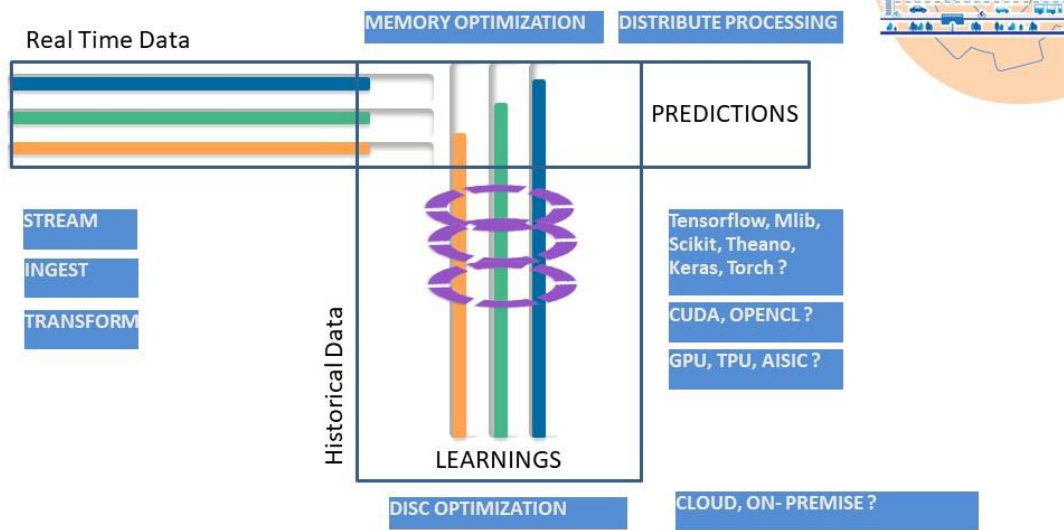 MEMORY OPTIMIZATION
DISTRIBUTE PROCESSING
Real Time Data
PREDICTIONS
STREAM
INGEST
TRANSFORM
Tensorflow, Mlib,
Scikit, Theano,
Keras, Torch ?
CUDA, OPENCL ?
GPU, TPU, AISIC ?
Historical Data
LEARNINGS
DISC OPTIMIZATION
CLOUD, ON- PREMISE ?